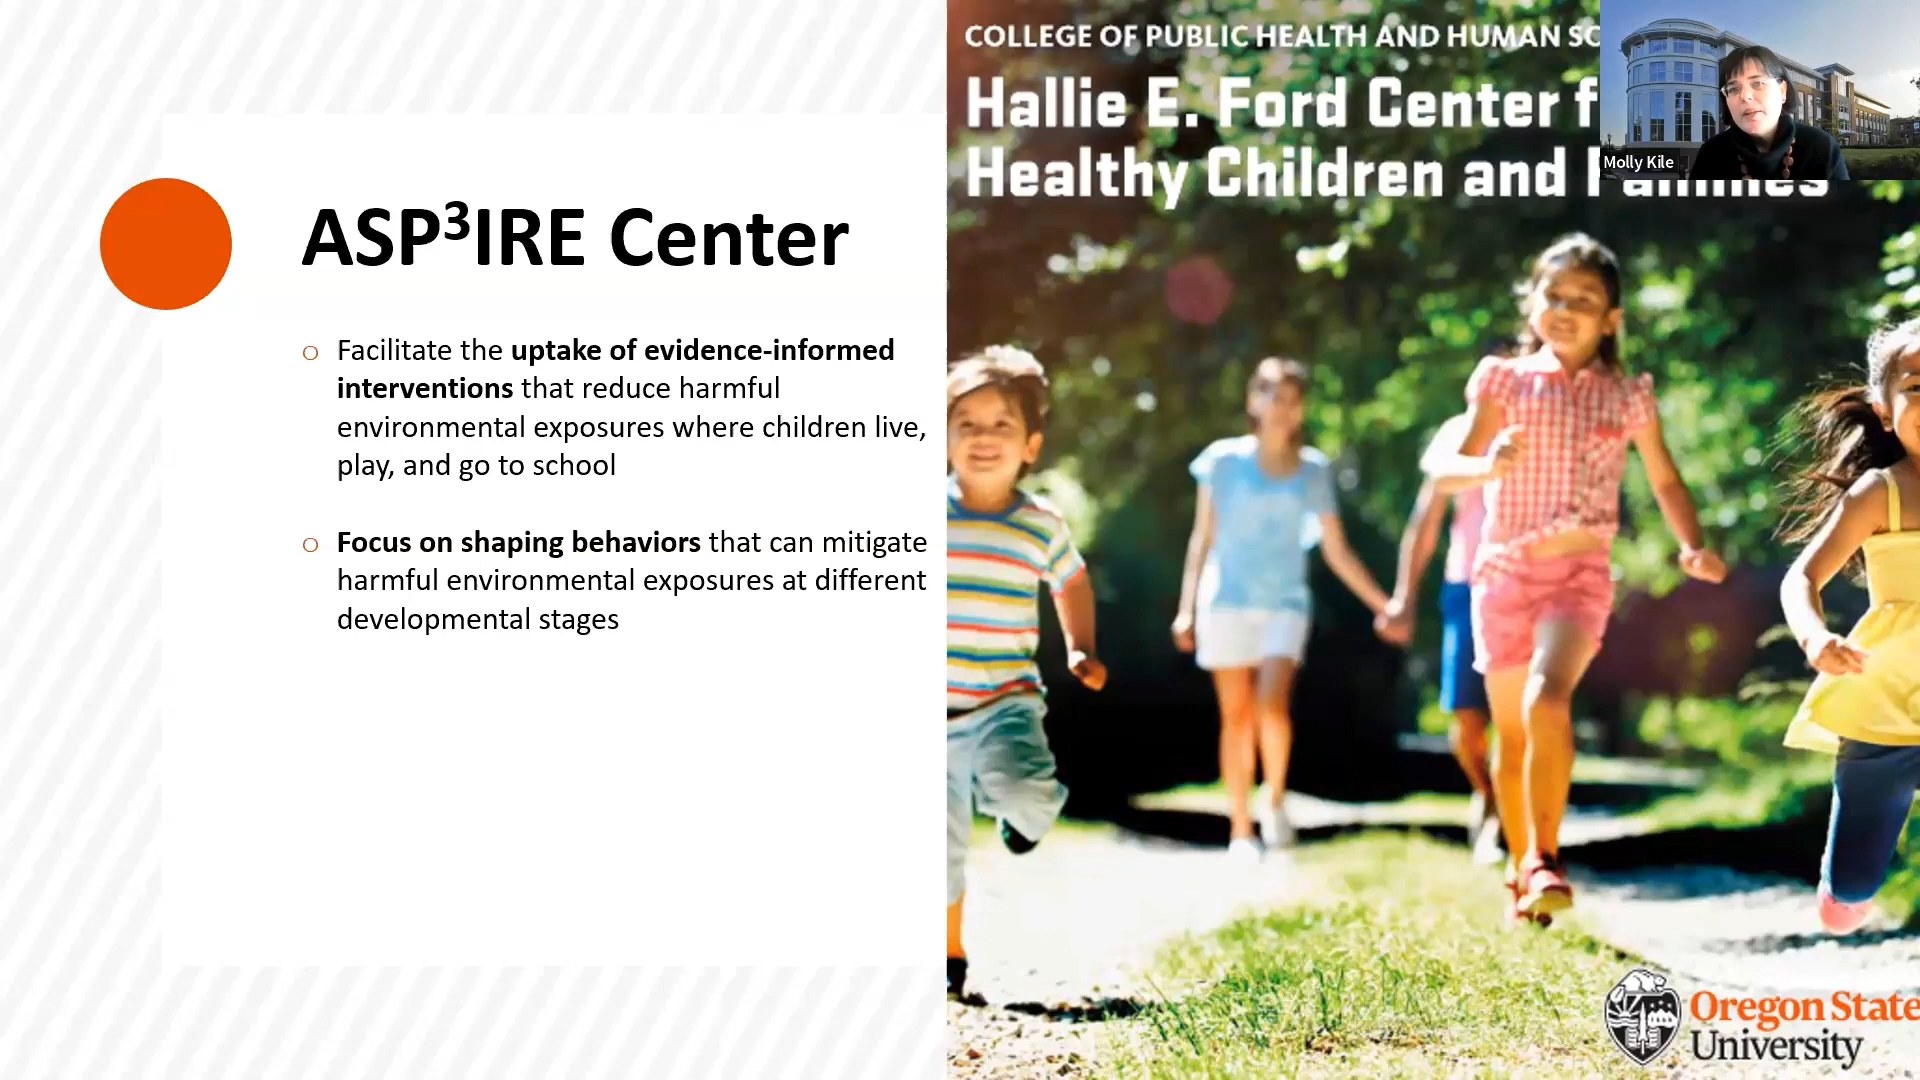 ASP³IRE Center
o Facilitate the uptake of evidence-informed
interventions that reduce harmful
environmental exposures where children live,
play, and go to school
o Focus on shaping behaviors that can mitigate
harmful environmental exposures at different
developmental stages
COLLEGE OF PUBLIC HEALTH AND HUMAN SC
Hallie E. Ford Center f
Healthy Children and Families
Molly Kile
Oregon State
University